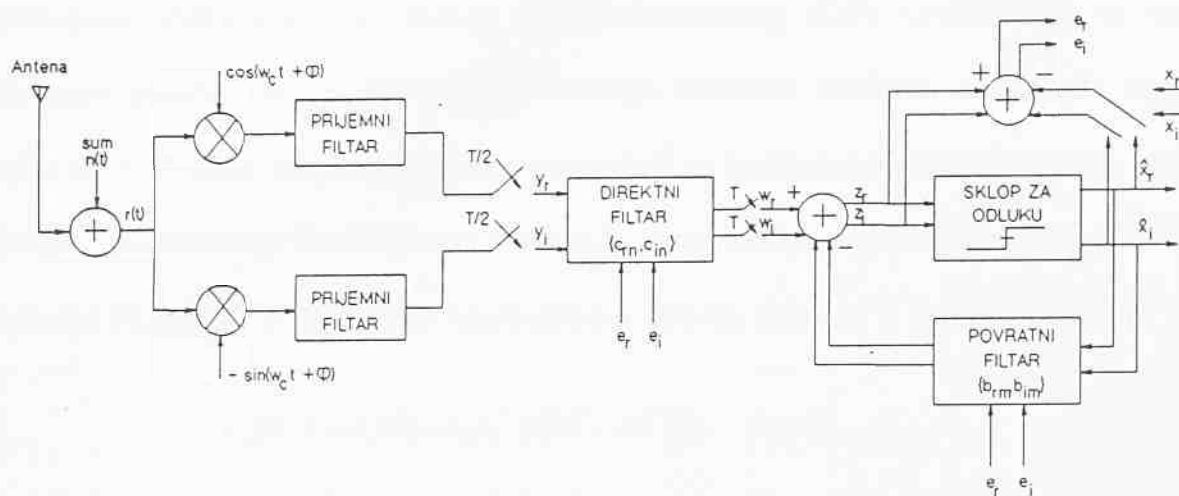 Antena
sum
n(t)
r(t)
cos(w_c t + Φ)
- sin(w_c t + Φ)
PRIJEMNI
FILTAR
PRIJEMNI
FILTAR
T/2
T/2
y_r
y_i
DIREKTNI
FILTAR
{c_rn, c_in}
e_r e_i
T w_r
T w_i
+
-
z_r
z_i
SKLOP ZA
ODLUKU
e_r
e_i
+ -
x_r
x_i
x̂_r
x̂_i
POVRATNI
FILTAR
{b_rm, b_im}
e_r e_i